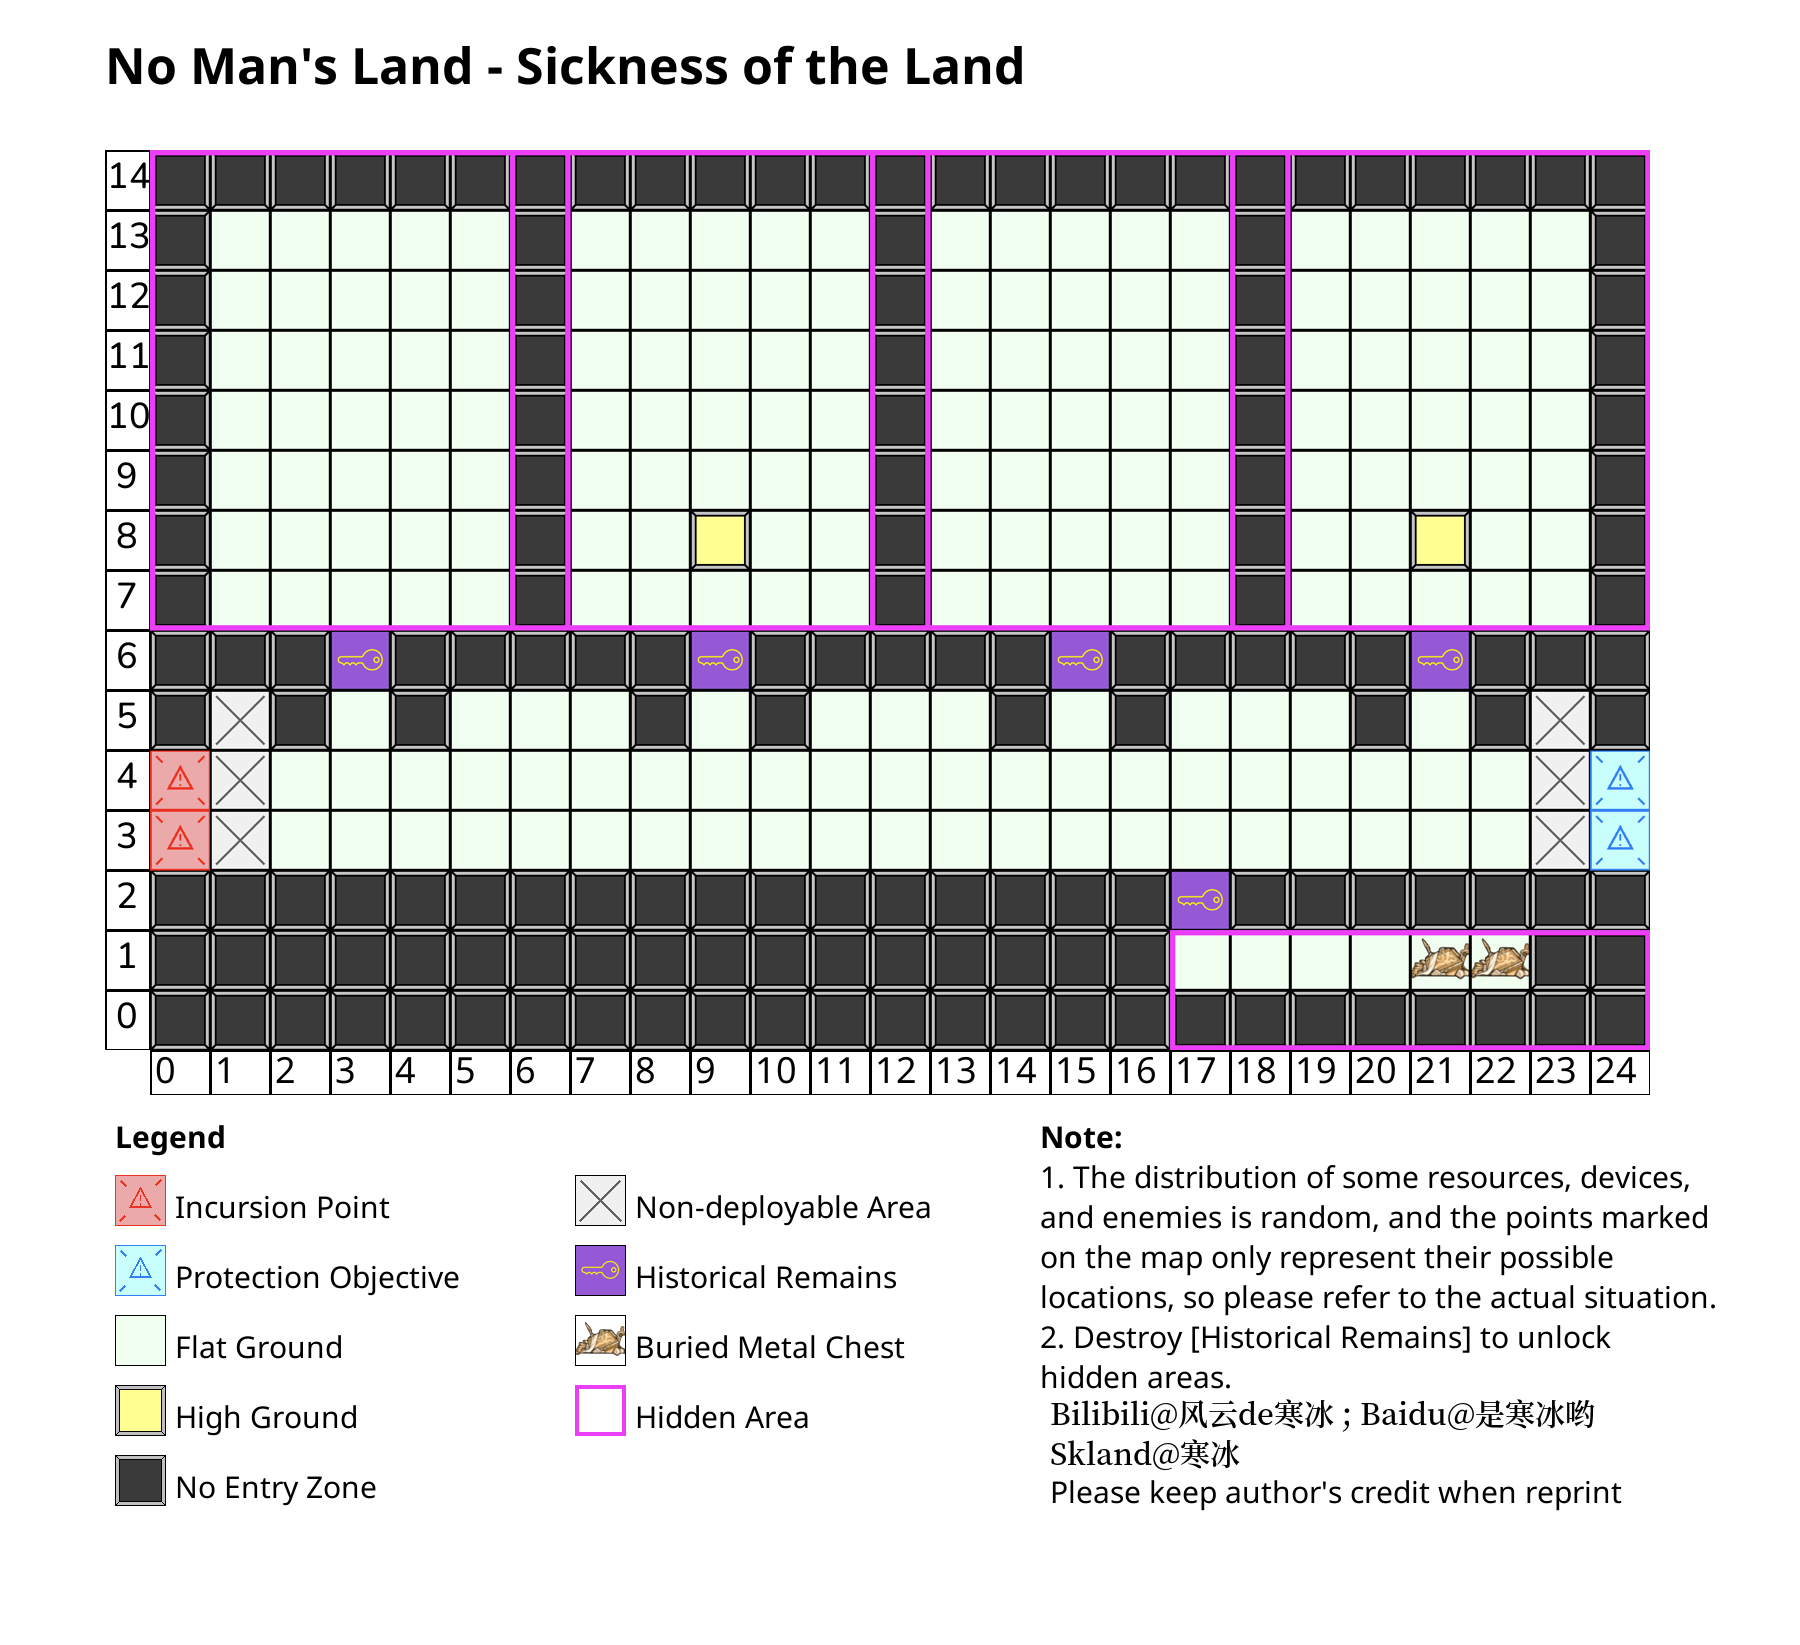 No Man's Land - Sickness of the Land
14
13
12
11
10
9
8
7
6
5
4
3
2
1
0
0 1 2 3 4 5 6 7 8 9 10 11 12 13 14 15 16 17 18 19 20 21 22 23 24
Legend
Incursion Point
Protection Objective
Flat Ground
High Ground
No Entry Zone
Non-deployable Area
Historical Remains
Buried Metal Chest
Hidden Area
Note:
1. The distribution of some resources, devices,
and enemies is random, and the points marked
on the map only represent their possible
locations, so please refer to the actual situation.
2. Destroy [Historical Remains] to unlock
hidden areas.
Bilibili@风云de寒冰 ; Baidu@是寒冰哟
Skland@寒冰
Please keep author's credit when reprint